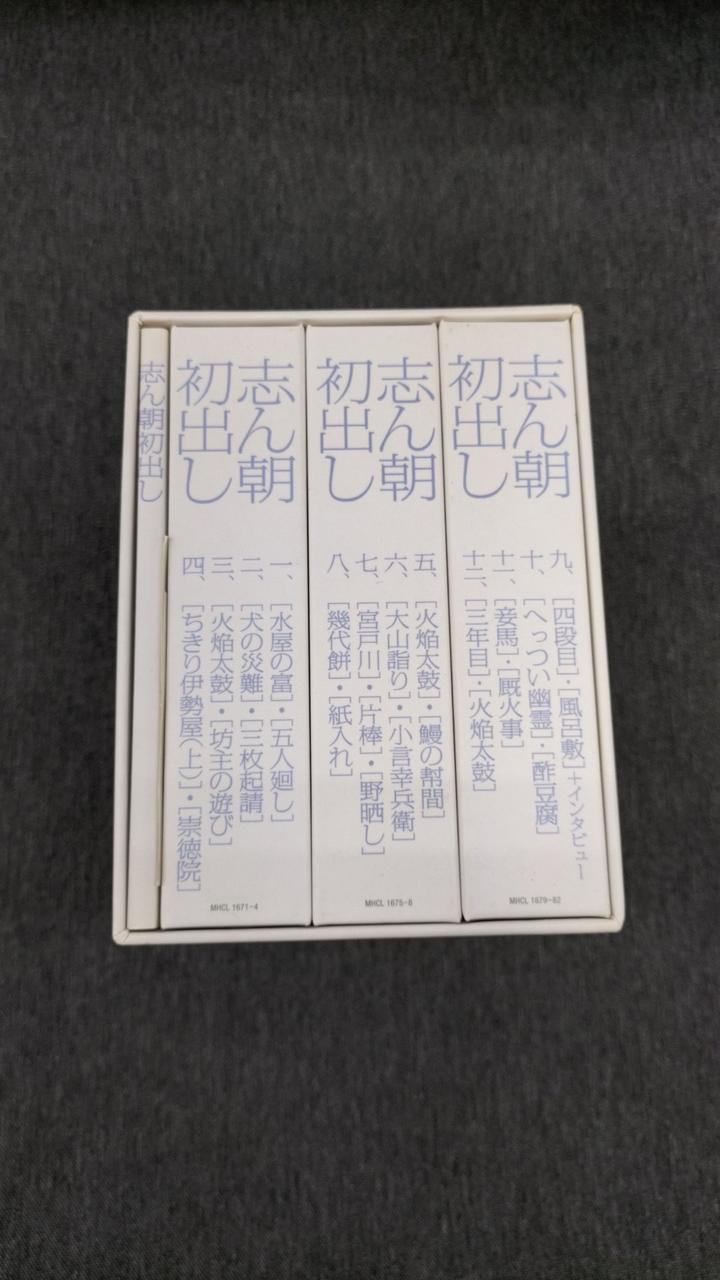 志ん朝初出し
志ん朝
初出し
一、［水屋の富］・［五人廻し］
二、［犬の災難］・［三枚起請］
三、［火焔太鼓］・［坊主の遊び］
四、［ちきり伊勢屋（上）］・［崇徳院］
MHCL 1671-4
志ん朝
初出し
五、［火焔太鼓］・［鰻の幇間］
六、［大山詣り］・［小言幸兵衛］
七、［宮戸川］・［片棒］・［野晒し］
八、［幾代餅］・［紙入れ］
MHCL 1675-8
志ん朝
初出し
九、［四段目］・［風呂敷］＋インタビュー
十、［へっつい幽霊］・［酢豆腐］
十一、［妾馬］・［厩火事］
十二、［三年目］・［火焔太鼓］
MHCL 1679-82